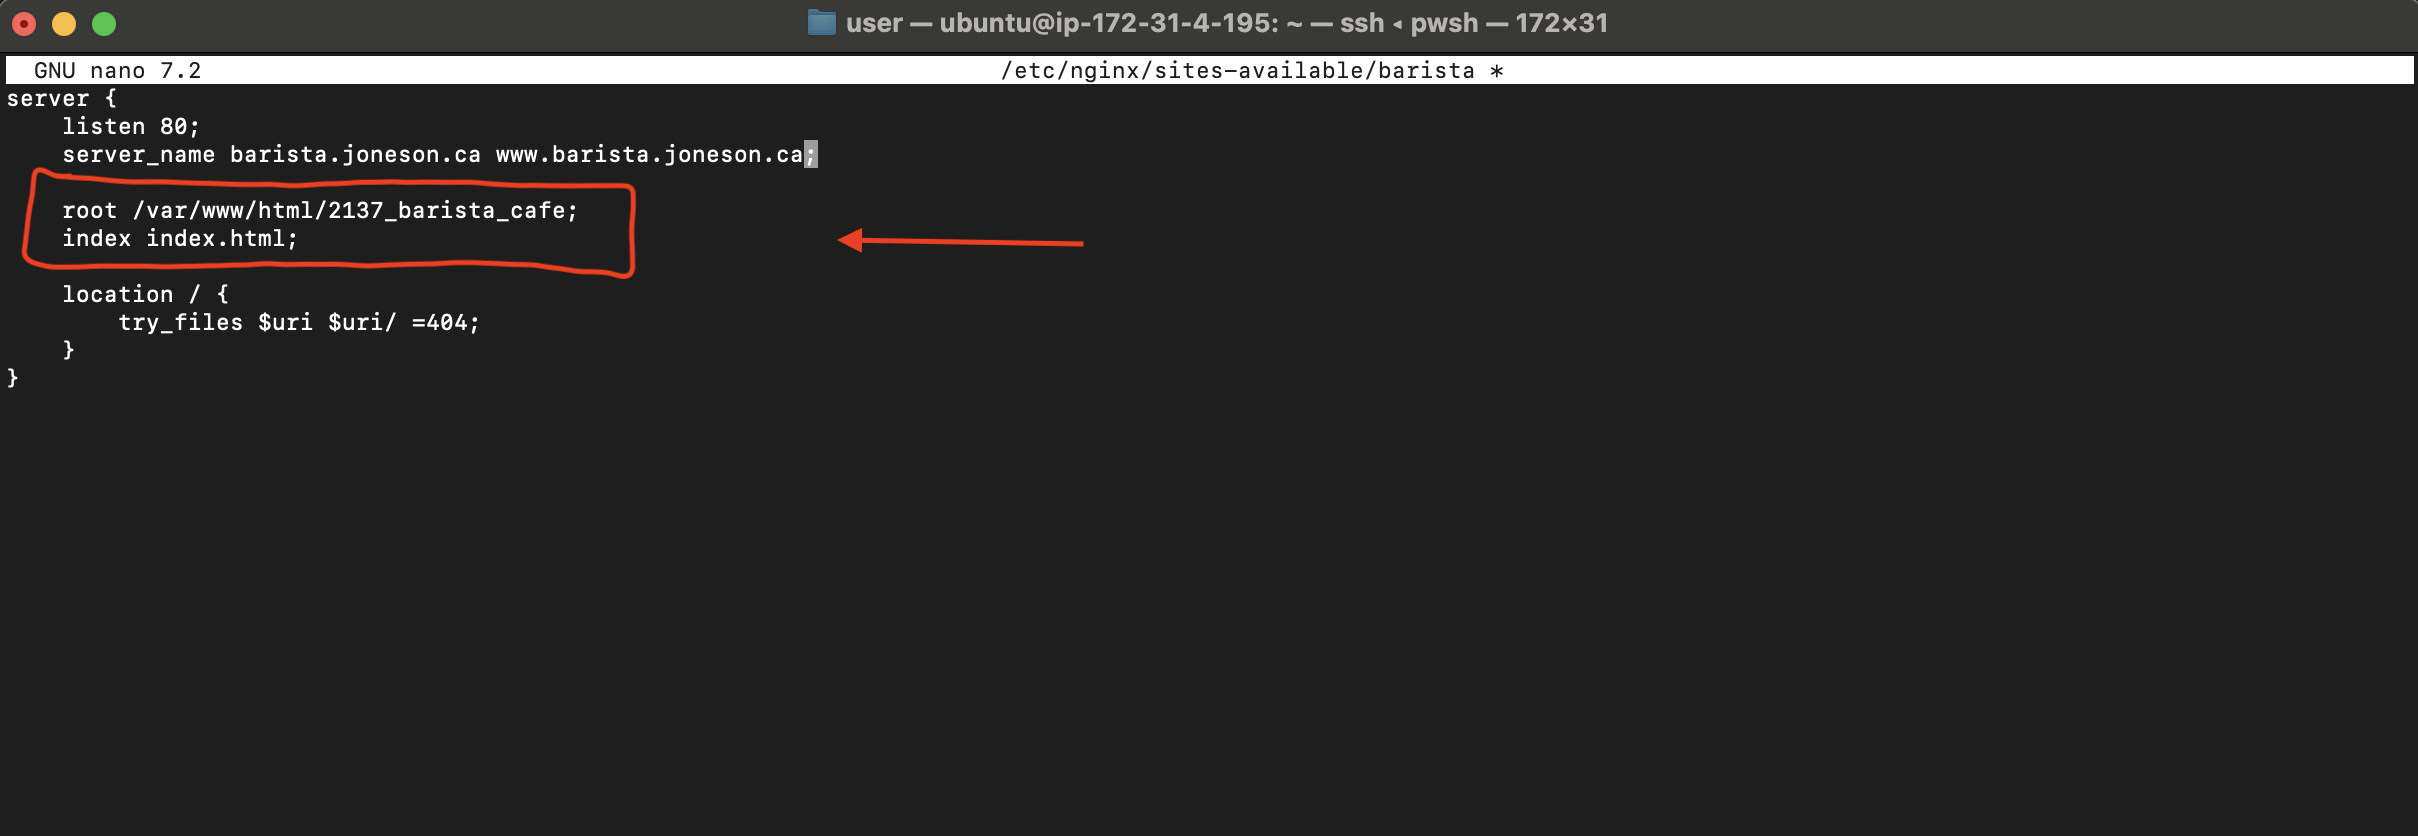 user — ubuntu@ip-172-31-4-195: ~ — ssh ◂ pwsh — 172×31
GNU nano 7.2 /etc/nginx/sites-available/barista *
server {
    listen 80;
    server_name barista.joneson.ca www.barista.joneson.ca;
    root /var/www/html/2137_barista_cafe;
    index index.html;
    location / {
        try_files $uri $uri/ =404;
    }
}